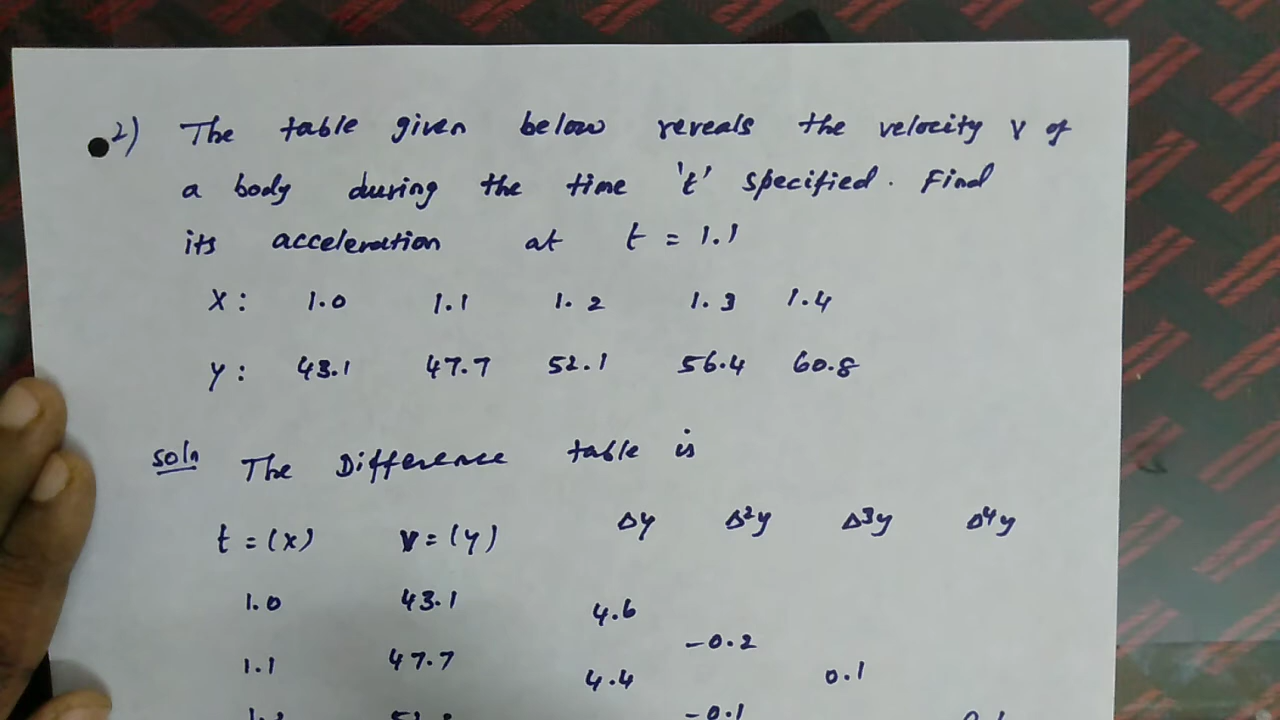 2) The table given below reveals the velocity v of
a body during the time 't' specified. Find
its acceleration at t = 1.1
X: 1.0 1.1 1.2 1.3 1.4
Y: 43.1 47.7 52.1 56.4 60.8
Soln The Difference table is
t = (x) v = (y) Δy Δ²y Δ³y Δ⁴y
1.0 43.1
4.6
-0.2
1.1 47.7
4.4 0.1
-0.1